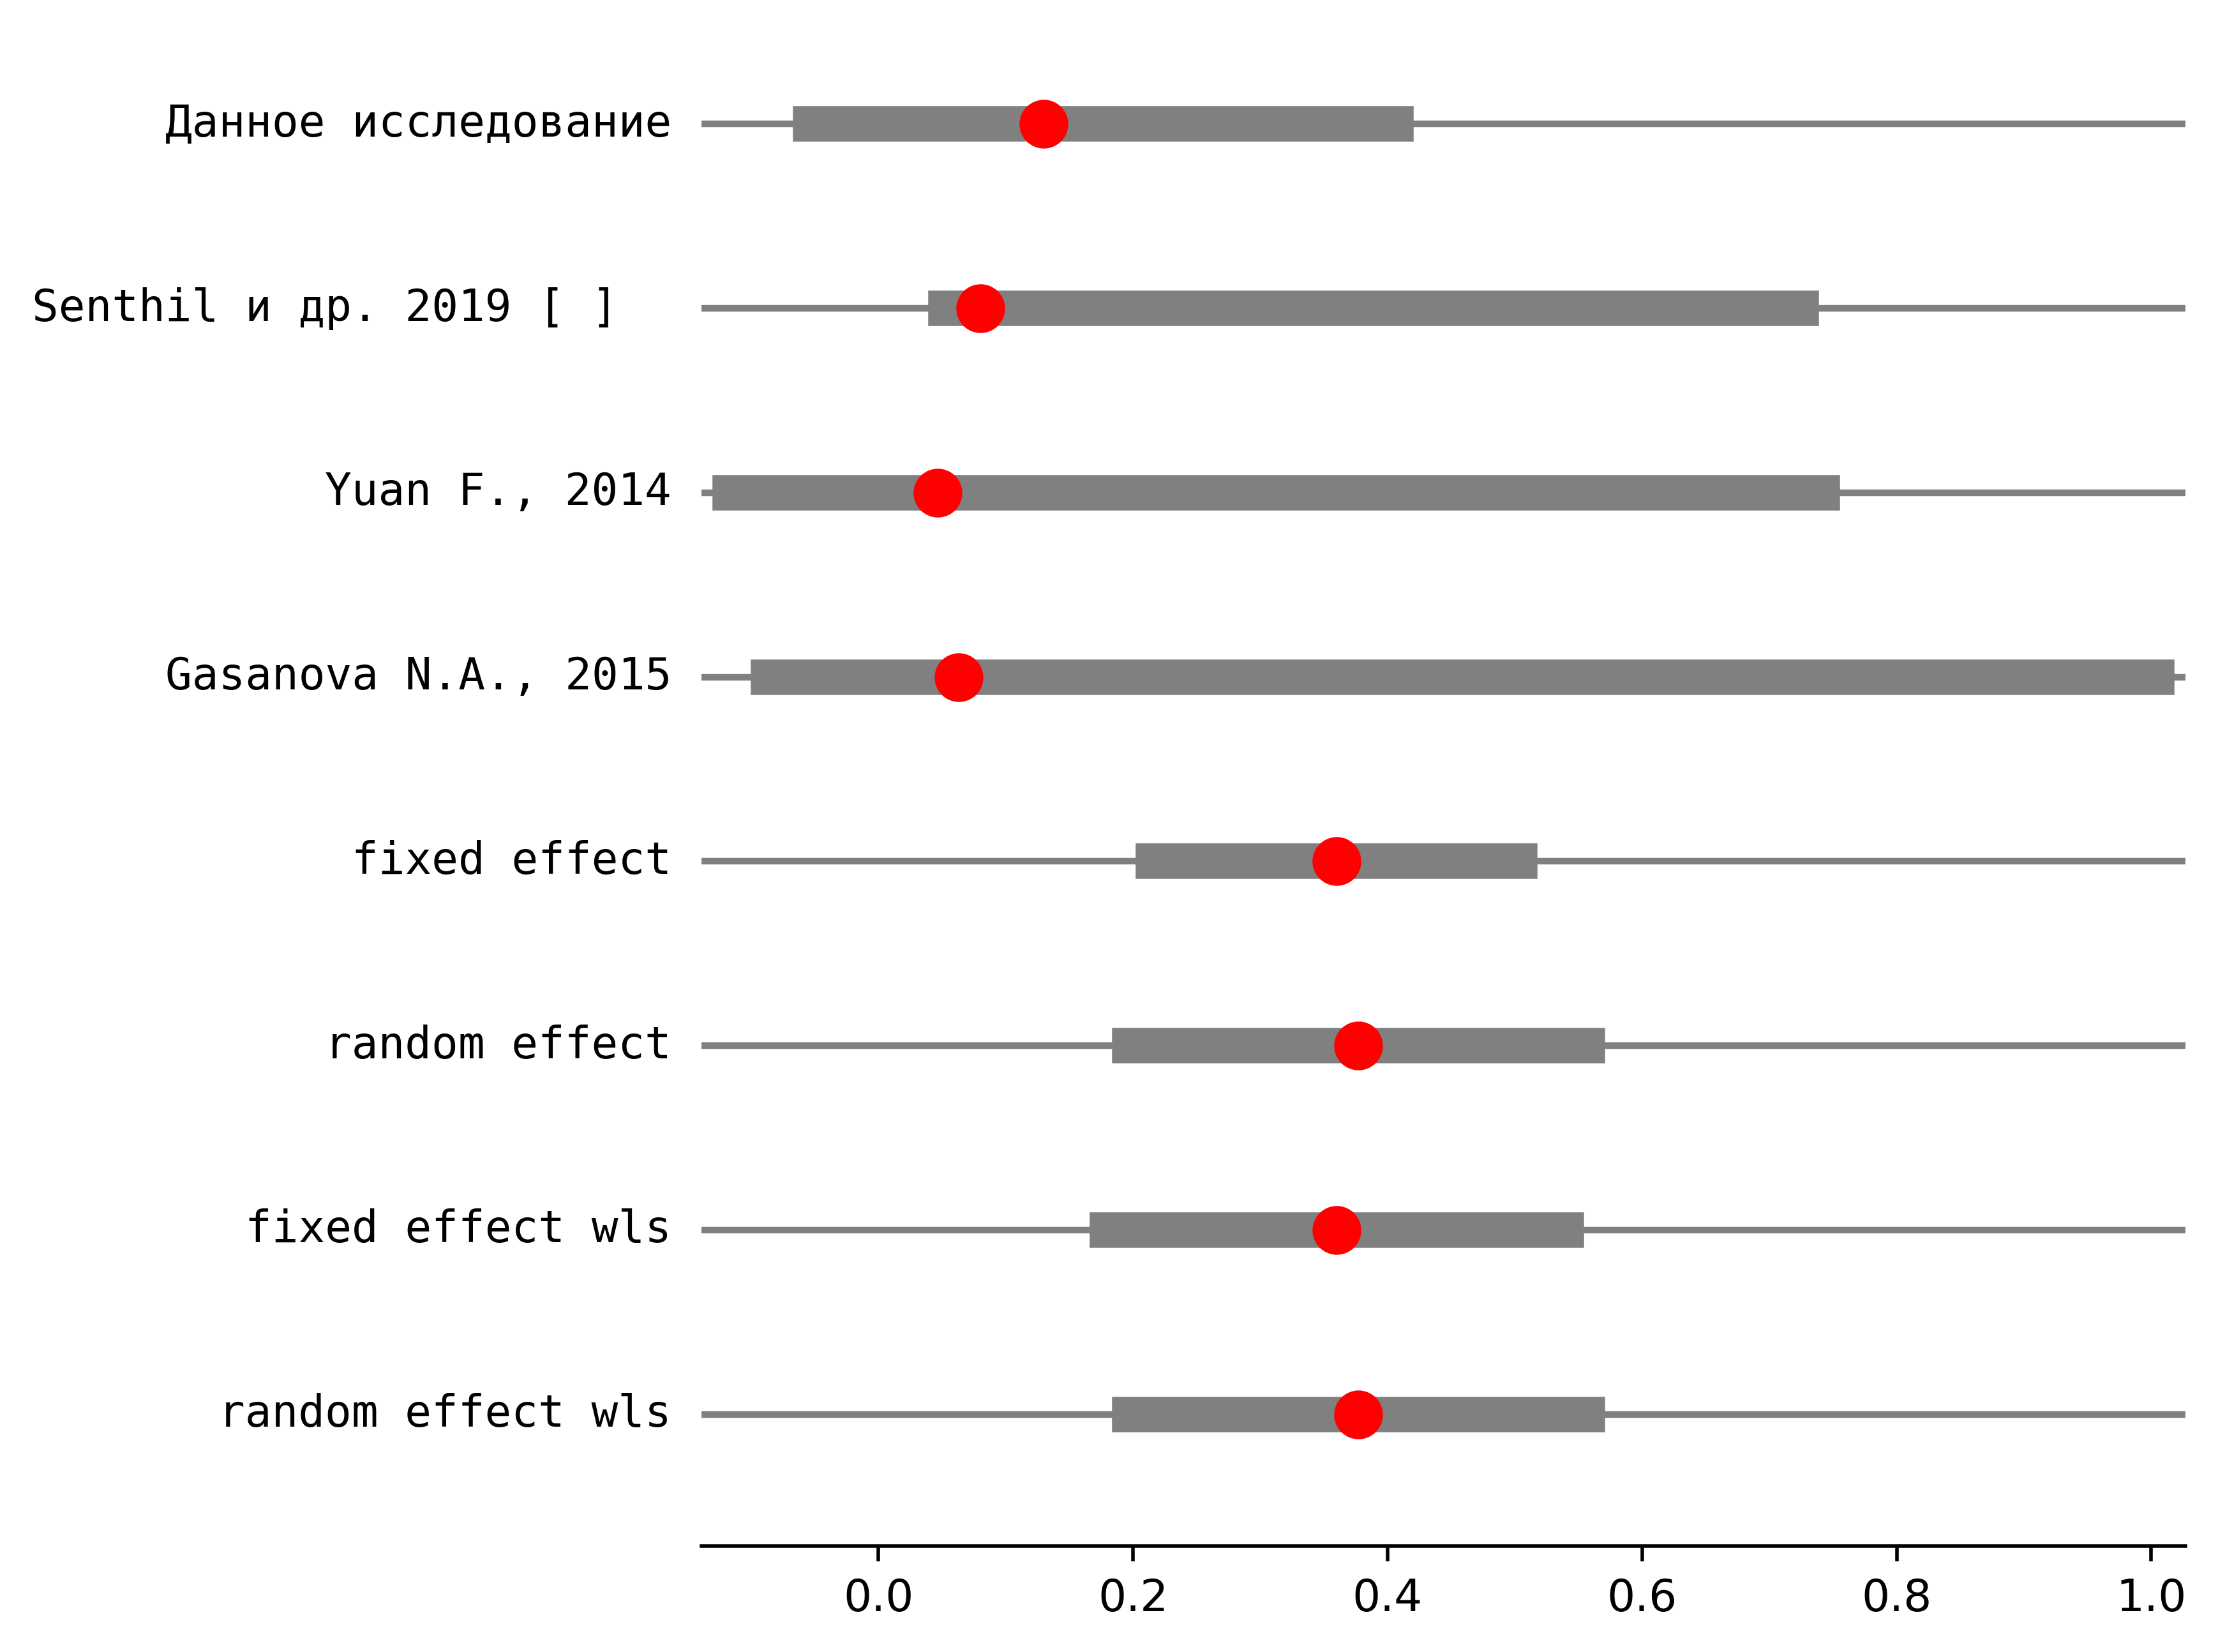 Данное исследование
Senthil и др. 2019 [ ]
Yuan F., 2014
Gasanova N.A., 2015
fixed effect
random effect
fixed effect wls
random effect wls
0.0 0.2 0.4 0.6 0.8 1.0